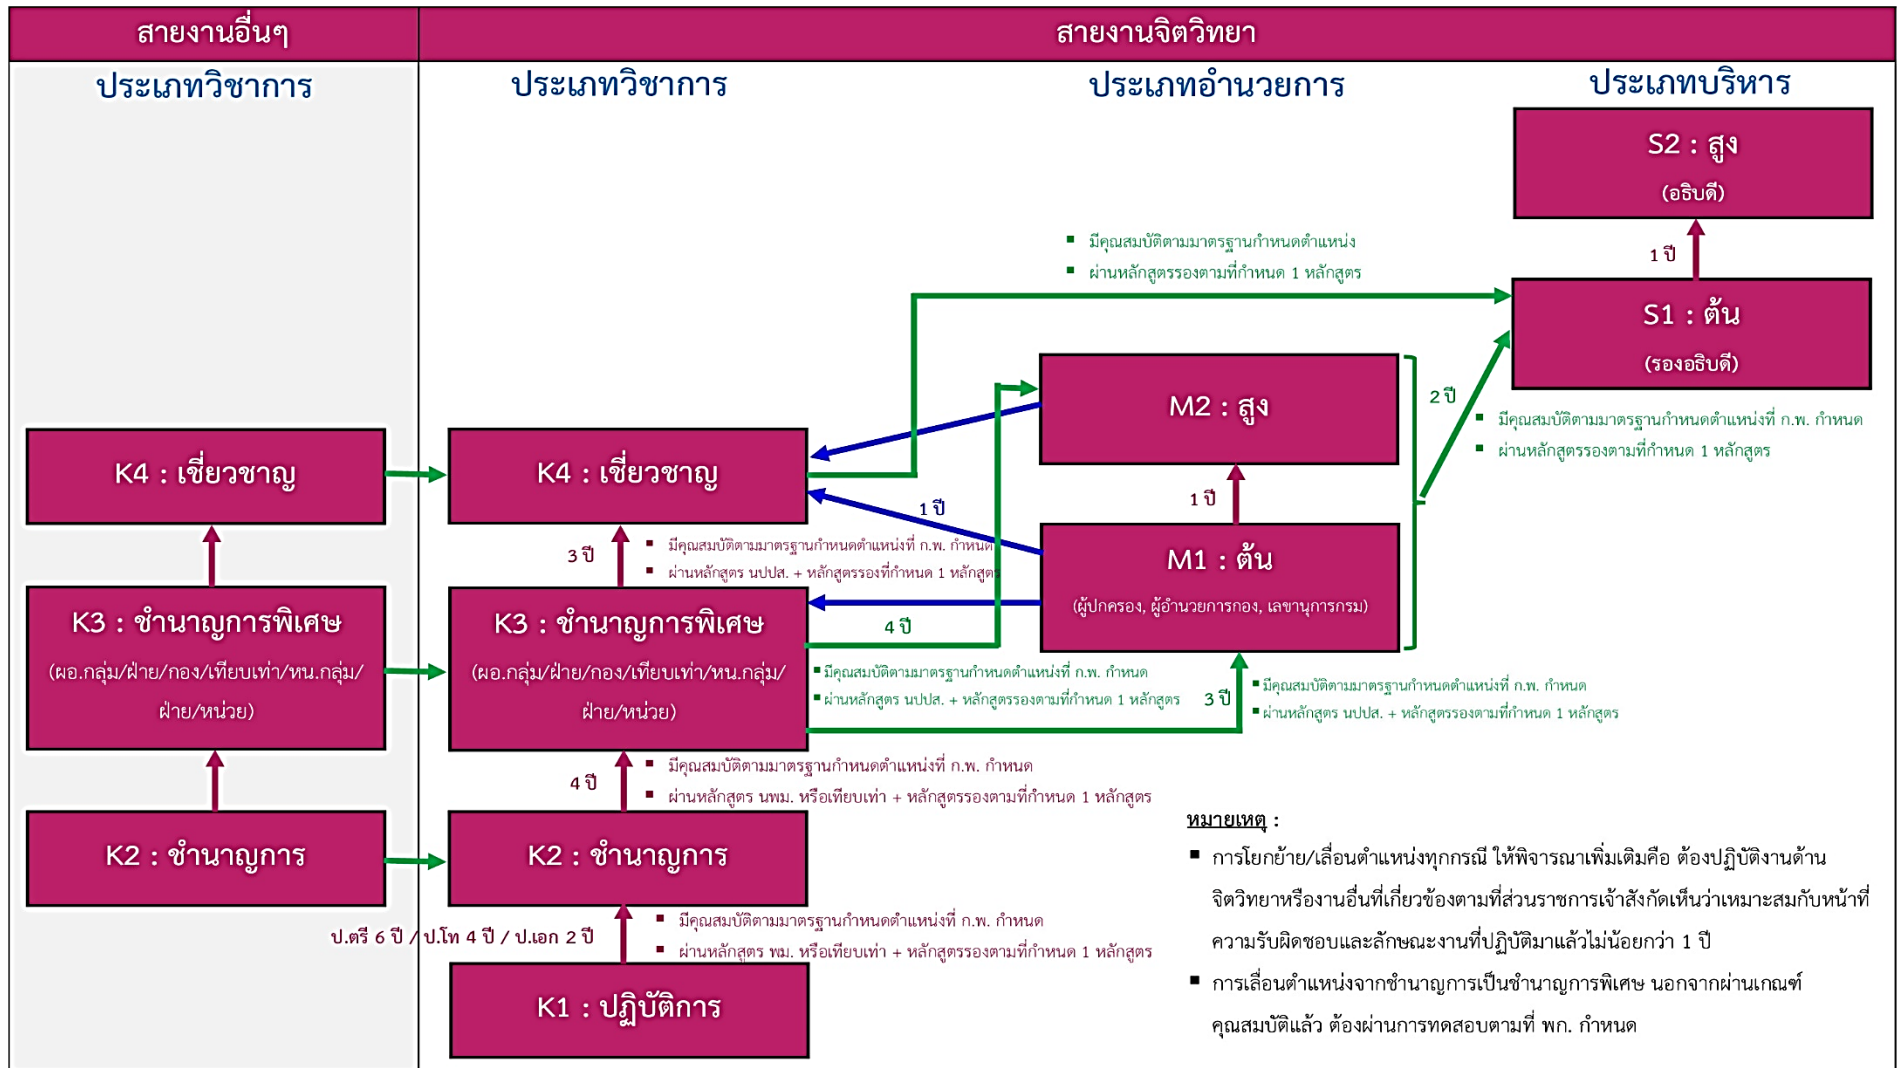 สายงานอื่นๆ
สายงานจิตวิทยา
ประเภทวิชาการ
ประเภทวิชาการ
ประเภทอำนวยการ
ประเภทบริหาร
S2 : สูง
(อธิบดี)
1 ปี
S1 : ต้น
(รองอธิบดี)
▪ มีคุณสมบัติตามมาตรฐานกำหนดตำแหน่ง
▪ ผ่านหลักสูตรรองตามที่กำหนด 1 หลักสูตร
2 ปี
▪ มีคุณสมบัติตามมาตรฐานกำหนดตำแหน่งที่ ก.พ. กำหนด
▪ ผ่านหลักสูตรรองตามที่กำหนด 1 หลักสูตร
M2 : สูง
1 ปี
M1 : ต้น
(ผู้ปกครอง, ผู้อำนวยการกอง, เลขานุการกรม)
K4 : เชี่ยวชาญ
K4 : เชี่ยวชาญ
1 ปี
3 ปี
▪ มีคุณสมบัติตามมาตรฐานกำหนดตำแหน่งที่ ก.พ. กำหนด
▪ ผ่านหลักสูตร นปปส. + หลักสูตรรองที่กำหนด 1 หลักสูตร
K3 : ชำนาญการพิเศษ
(ผอ.กลุ่ม/ฝ่าย/กอง/เทียบเท่า/หน.กลุ่ม/
ฝ่าย/หน่วย)
K3 : ชำนาญการพิเศษ
(ผอ.กลุ่ม/ฝ่าย/กอง/เทียบเท่า/หน.กลุ่ม/
ฝ่าย/หน่วย)
4 ปี
▪ มีคุณสมบัติตามมาตรฐานกำหนดตำแหน่งที่ ก.พ. กำหนด
▪ ผ่านหลักสูตร นปปส. + หลักสูตรรองตามที่กำหนด 1 หลักสูตร
3 ปี
▪ มีคุณสมบัติตามมาตรฐานกำหนดตำแหน่งที่ ก.พ. กำหนด
▪ ผ่านหลักสูตร นปปส. + หลักสูตรรองตามที่กำหนด 1 หลักสูตร
4 ปี
▪ มีคุณสมบัติตามมาตรฐานกำหนดตำแหน่งที่ ก.พ. กำหนด
▪ ผ่านหลักสูตร นพม. หรือเทียบเท่า + หลักสูตรรองตามที่กำหนด 1 หลักสูตร
K2 : ชำนาญการ
K2 : ชำนาญการ
ป.ตรี 6 ปี / ป.โท 4 ปี / ป.เอก 2 ปี
▪ มีคุณสมบัติตามมาตรฐานกำหนดตำแหน่งที่ ก.พ. กำหนด
▪ ผ่านหลักสูตร พม. หรือเทียบเท่า + หลักสูตรรองตามที่กำหนด 1 หลักสูตร
K1 : ปฏิบัติการ
หมายเหตุ :
▪ การโยกย้าย/เลื่อนตำแหน่งทุกกรณี ให้พิจารณาเพิ่มเติมคือ ต้องปฏิบัติงานด้าน
จิตวิทยาหรืองานอื่นที่เกี่ยวข้องตามที่ส่วนราชการเจ้าสังกัดเห็นว่าเหมาะสมกับหน้าที่
ความรับผิดชอบและลักษณะงานที่ปฏิบัติมาแล้วไม่น้อยกว่า 1 ปี
▪ การเลื่อนตำแหน่งจากชำนาญการเป็นชำนาญการพิเศษ นอกจากผ่านเกณฑ์
คุณสมบัติแล้ว ต้องผ่านการทดสอบตามที่ พก. กำหนด